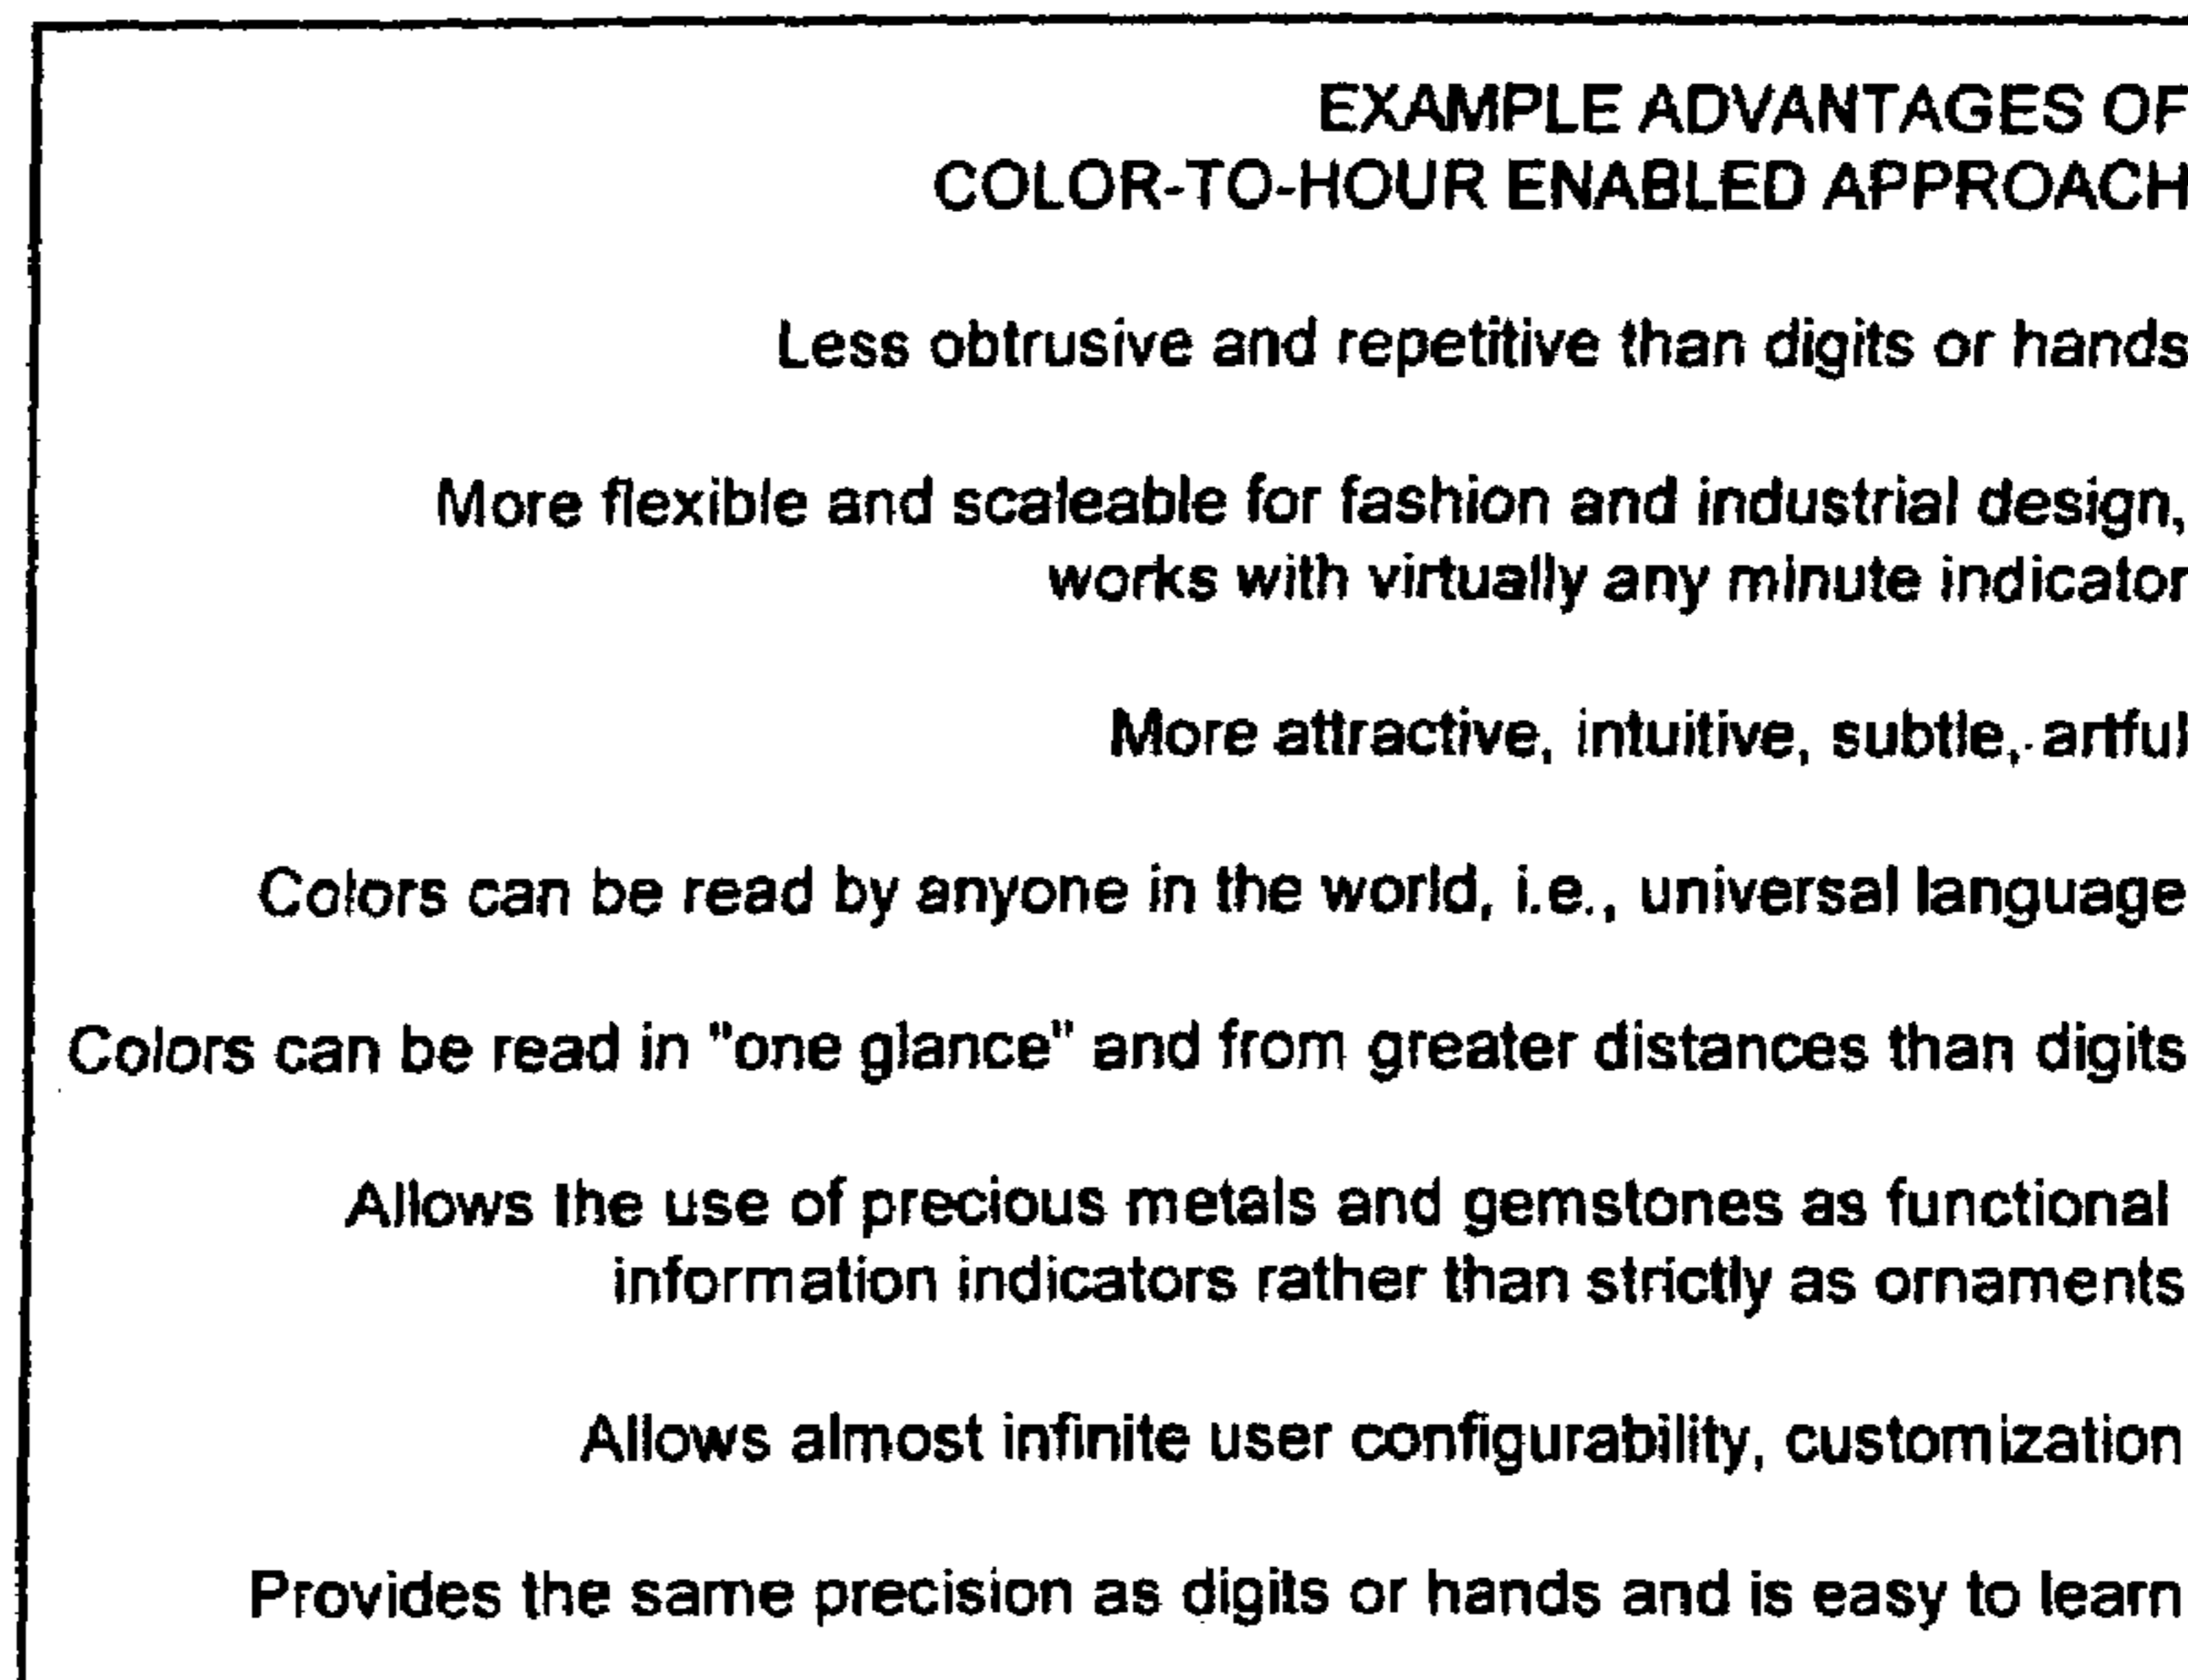 EXAMPLE ADVANTAGES OF
COLOR-TO-HOUR ENABLED APPROACH
Less obtrusive and repetitive than digits or hands
More flexible and scaleable for fashion and industrial design,
works with virtually any minute indicator
More attractive, intuitive, subtle, artful
Colors can be read by anyone in the world, i.e., universal language
Colors can be read in "one glance" and from greater distances than digits
Allows the use of precious metals and gemstones as functional
information indicators rather than strictly as ornaments
Allows almost infinite user configurability, customization
Provides the same precision as digits or hands and is easy to learn